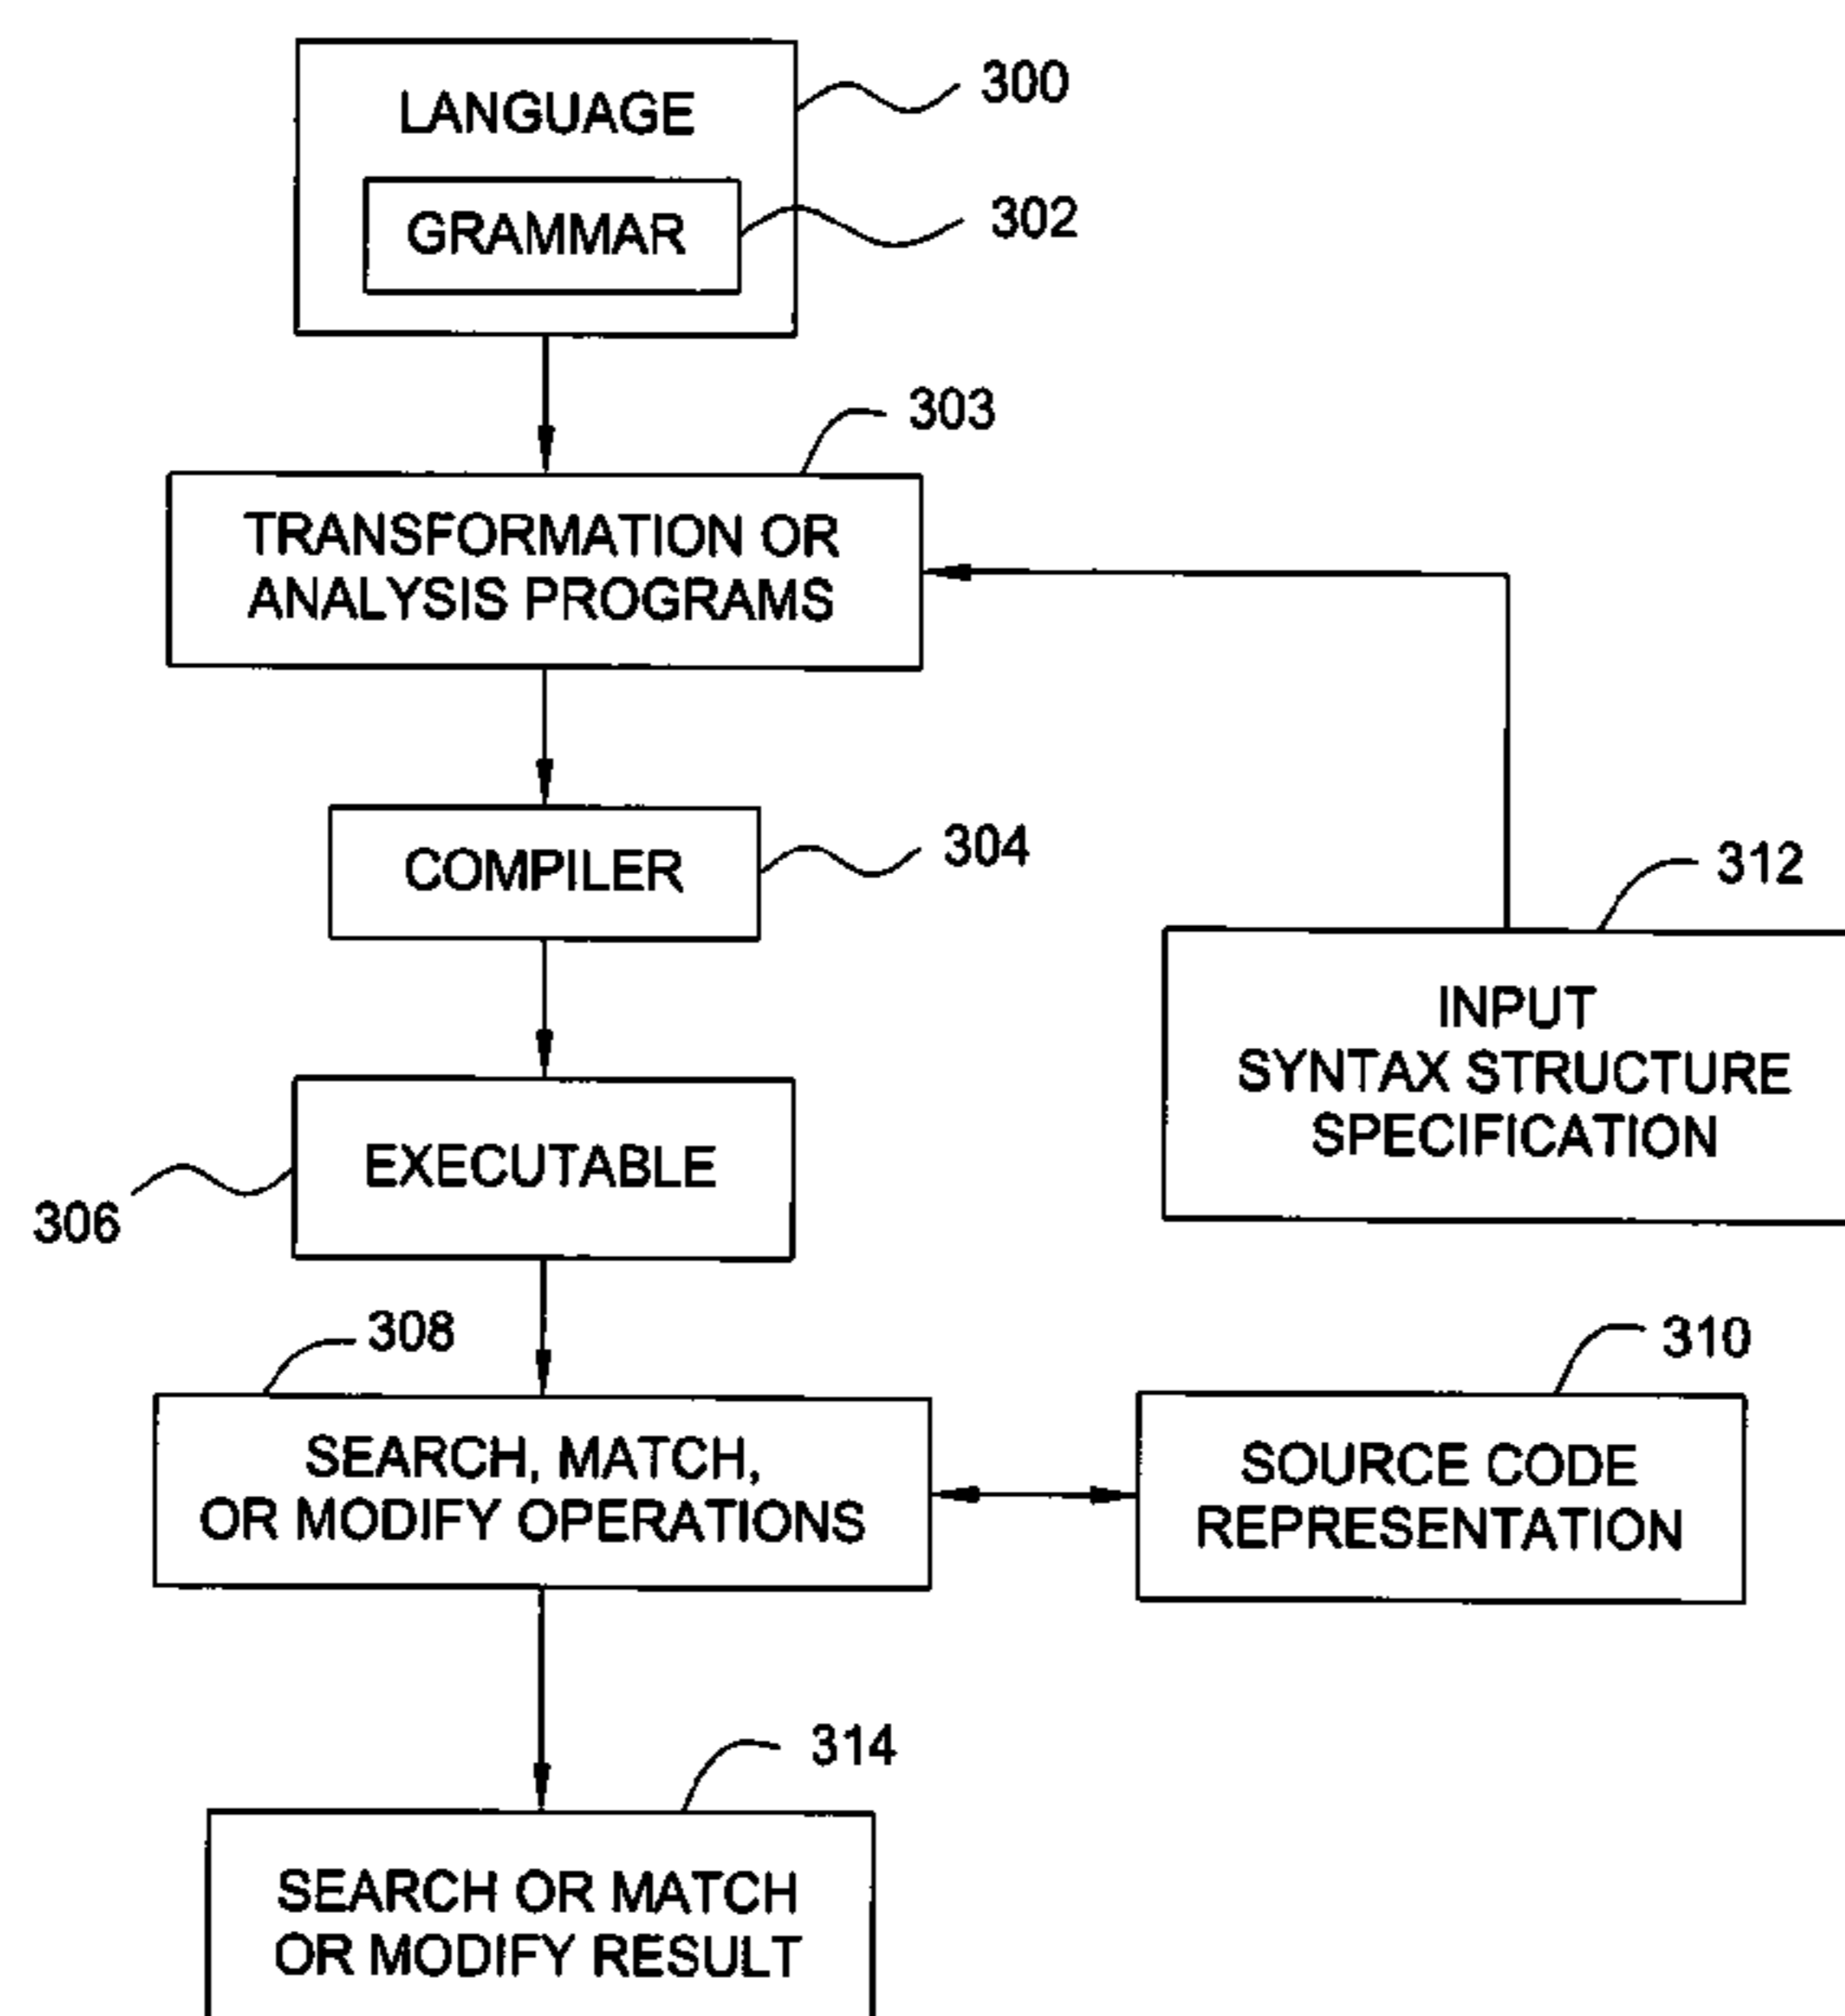 LANGUAGE
300
GRAMMAR
302
303
TRANSFORMATION OR
ANALYSIS PROGRAMS
COMPILER
304
312
INPUT
SYNTAX STRUCTURE
SPECIFICATION
EXECUTABLE
306
308
310
SEARCH, MATCH,
OR MODIFY OPERATIONS
SOURCE CODE
REPRESENTATION
314
SEARCH OR MATCH
OR MODIFY RESULT